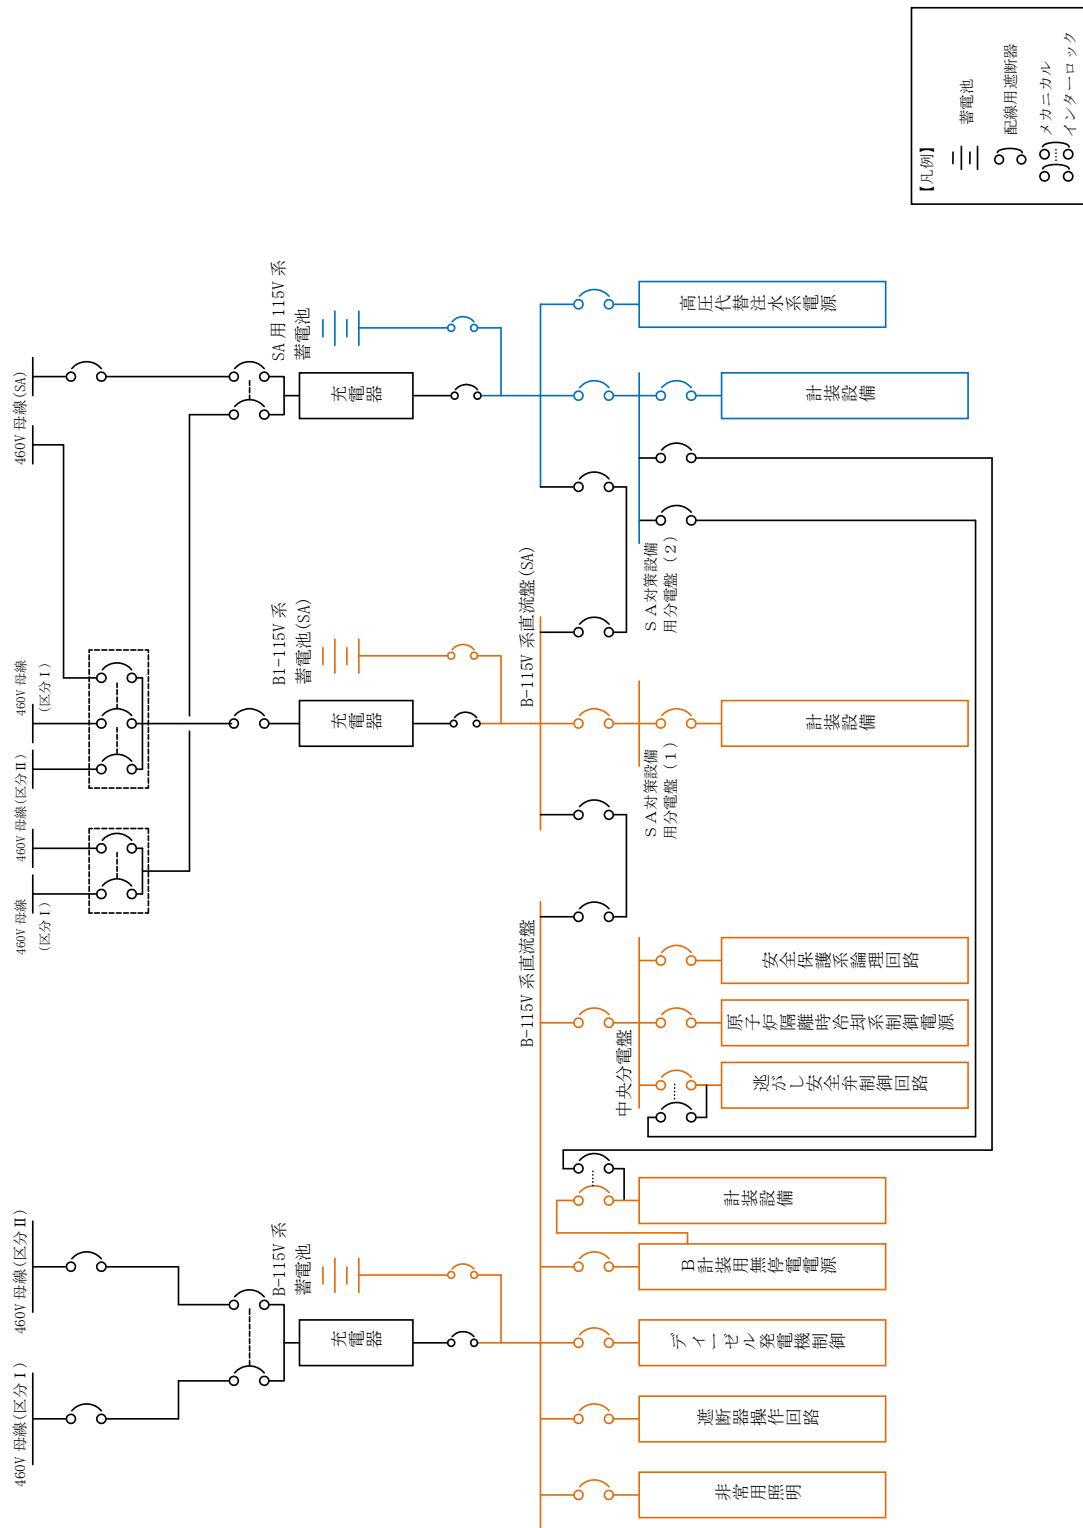 460V 母線(区分Ⅰ)
460V 母線(区分Ⅱ)
460V 母線
(区分Ⅰ)
460V 母線(区分Ⅱ)
460V 母線
(区分Ⅰ)
460V 母線(SA)
B-115V 系
蓄電池
充電器
B1-115V 系
蓄電池(SA)
充電器
SA 用 115V 系
蓄電池
充電器
B-115V 系直流盤
B-115V 系直流盤(SA)
中央分電盤
SA対策設備
用分電盤(1)
SA対策設備
用分電盤(2)
非常用照明
遮断器操作回路
ディーゼル発電機制御
B計装用無停電電源
計装設備
逃がし安全弁制御回路
原子炉隔離時冷却系制御電源
安全保護系論理回路
計装設備
計装設備
高圧代替注水系電源
【凡例】
蓄電池
配線用遮断器
メカニカル
インターロック